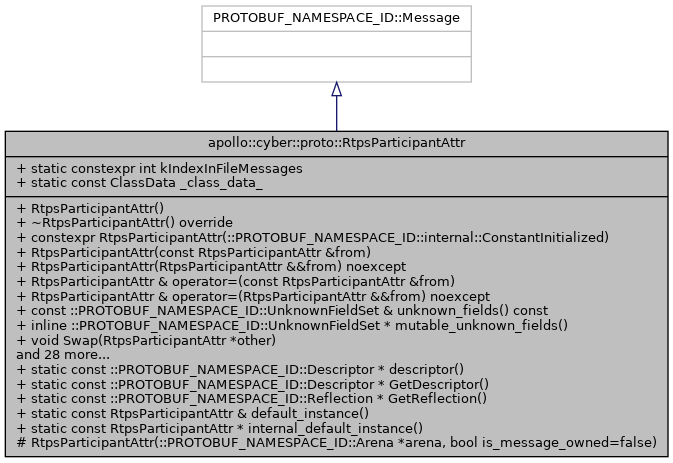 PROTOBUF_NAMESPACE_ID::Message
apollo::cyber::proto::RtpsParticipantAttr
+ static constexpr int kIndexInFileMessages
+ static const ClassData _class_data_
+ RtpsParticipantAttr()
+ ~RtpsParticipantAttr() override
+ constexpr RtpsParticipantAttr(::PROTOBUF_NAMESPACE_ID::internal::ConstantInitialized)
+ RtpsParticipantAttr(const RtpsParticipantAttr &from)
+ RtpsParticipantAttr(RtpsParticipantAttr &&from) noexcept
+ RtpsParticipantAttr & operator=(const RtpsParticipantAttr &from)
+ RtpsParticipantAttr & operator=(RtpsParticipantAttr &&from) noexcept
+ const ::PROTOBUF_NAMESPACE_ID::UnknownFieldSet & unknown_fields() const
+ inline ::PROTOBUF_NAMESPACE_ID::UnknownFieldSet * mutable_unknown_fields()
+ void Swap(RtpsParticipantAttr *other)
and 28 more...
+ static const ::PROTOBUF_NAMESPACE_ID::Descriptor * descriptor()
+ static const ::PROTOBUF_NAMESPACE_ID::Descriptor * GetDescriptor()
+ static const ::PROTOBUF_NAMESPACE_ID::Reflection * GetReflection()
+ static const RtpsParticipantAttr & default_instance()
+ static const RtpsParticipantAttr * internal_default_instance()
# RtpsParticipantAttr(::PROTOBUF_NAMESPACE_ID::Arena *arena, bool is_message_owned=false)